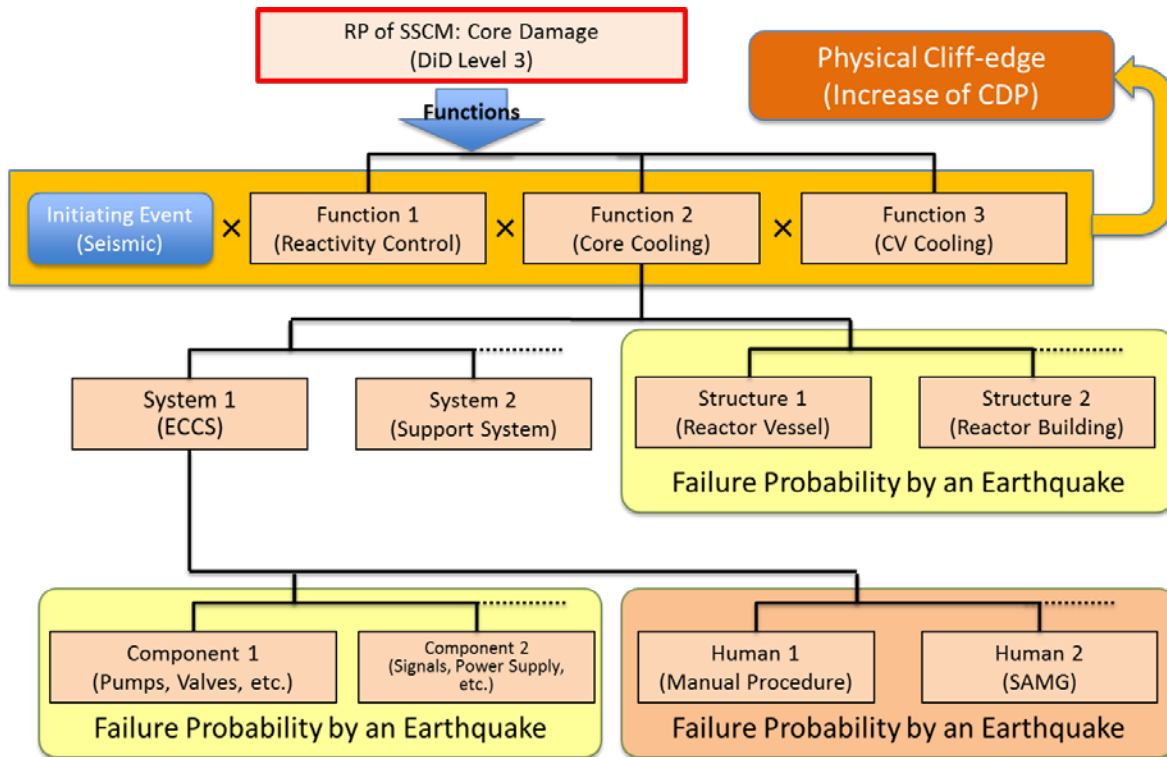 RP of SSCM: Core Damage
(DiD Level 3)
Physical Cliff-edge
(Increase of CDP)
Functions
Initiating Event
(Seismic)
×
Function 1
(Reactivity Control)
×
Function 2
(Core Cooling)
×
Function 3
(CV Cooling)
System 1
(ECCS)
System 2
(Support System)
Structure 1
(Reactor Vessel)
Structure 2
(Reactor Building)
Failure Probability by an Earthquake
Component 1
(Pumps, Valves, etc.)
Component 2
(Signals, Power Supply,
etc.)
Failure Probability by an Earthquake
Human 1
(Manual Procedure)
Human 2
(SAMG)
Failure Probability by an Earthquake